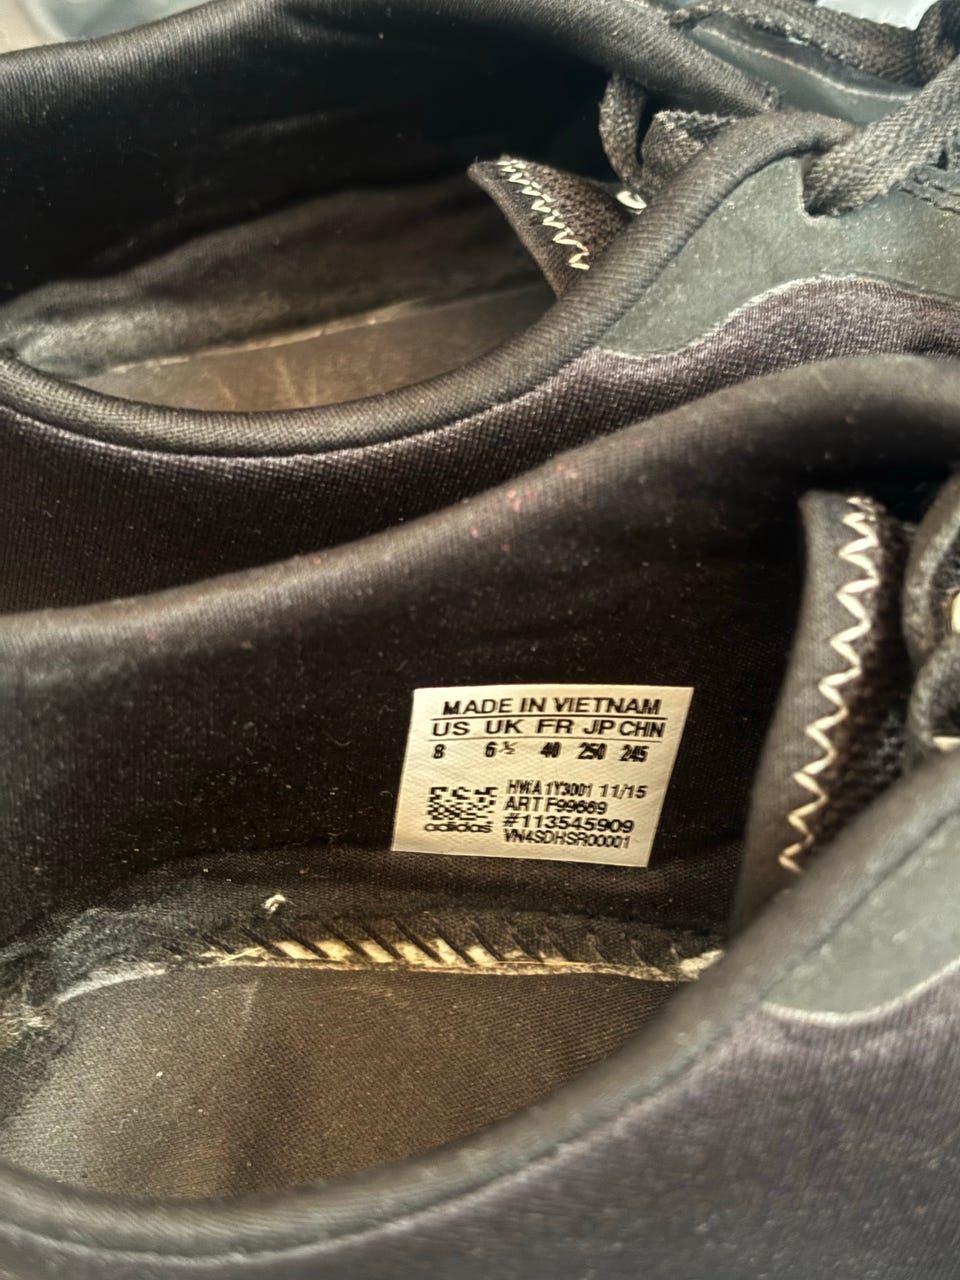 MADE IN VIETNAM
US UK FR JP CHN
8 6½ 40 250 245
HWA 1Y3001 11/15
ART F99669
#113545909
VN4SDHSR00001
adidas